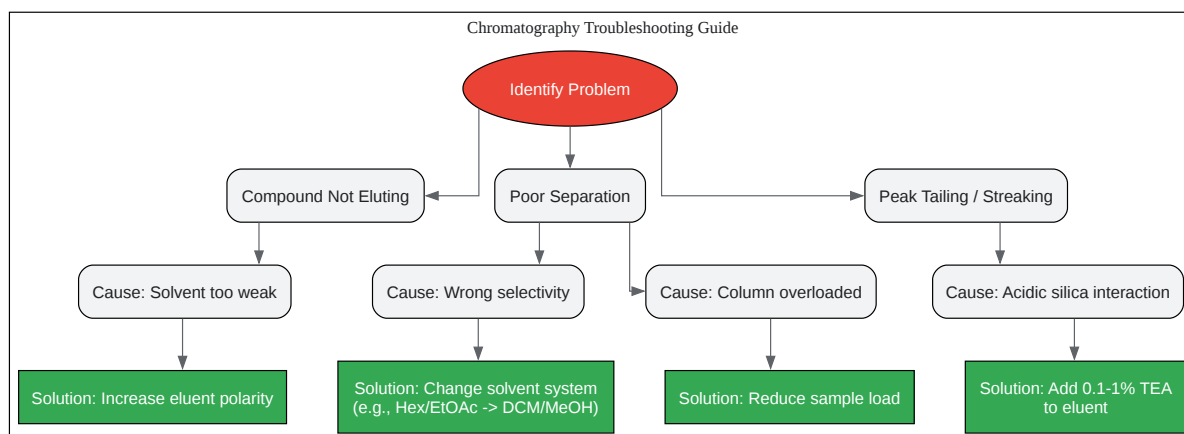 Chromatography Troubleshooting Guide
Identify Problem
Compound Not Eluting
Poor Separation
Peak Tailing / Streaking
Cause: Solvent too weak
Cause: Wrong selectivity
Cause: Column overloaded
Cause: Acidic silica interaction
Solution: Increase eluent polarity
Solution: Change solvent system
(e.g., Hex/EtOAc -> DCM/MeOH)
Solution: Reduce sample load
Solution: Add 0.1-1% TEA
to eluent